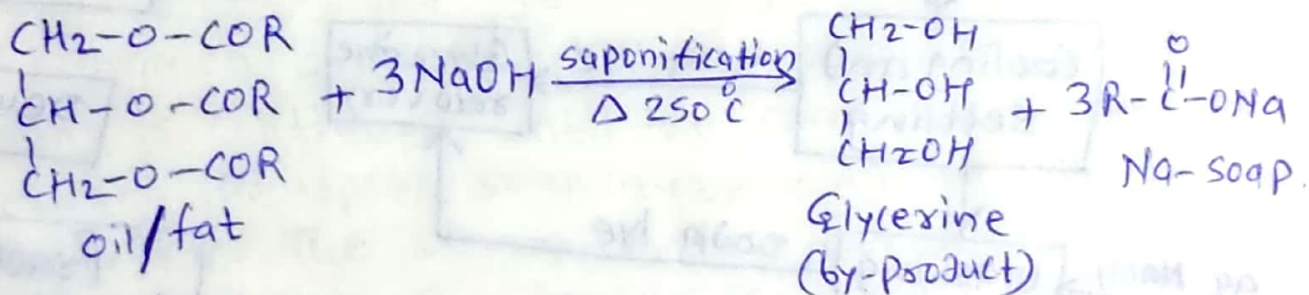 CH2-O-COR
CH-O-COR + 3NaOH saponification Δ 250°C CH2-OH
CH2-O-COR CH-OH + 3R-C(=O)-ONa
oil/fat CH2OH Na-soap.
Glycerine
(by-product)